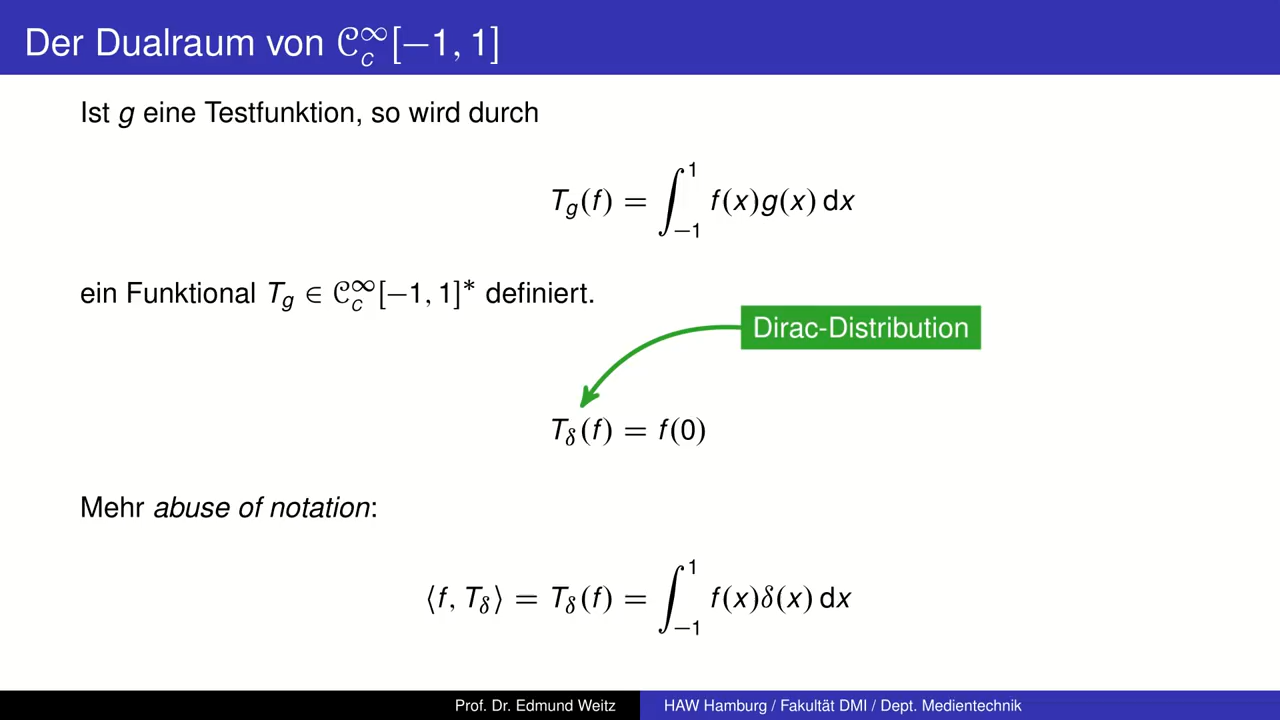 Der Dualraum von 𝒞_c^∞[−1, 1]
Ist g eine Testfunktion, so wird durch
T_g(f) = ∫_{−1}^{1} f(x)g(x) dx
ein Funktional T_g ∈ 𝒞_c^∞[−1, 1]* definiert.
Dirac-Distribution
T_δ(f) = f(0)
Mehr abuse of notation:
⟨f, T_δ⟩ = T_δ(f) = ∫_{−1}^{1} f(x)δ(x) dx
Prof. Dr. Edmund Weitz HAW Hamburg / Fakultät DMI / Dept. Medientechnik